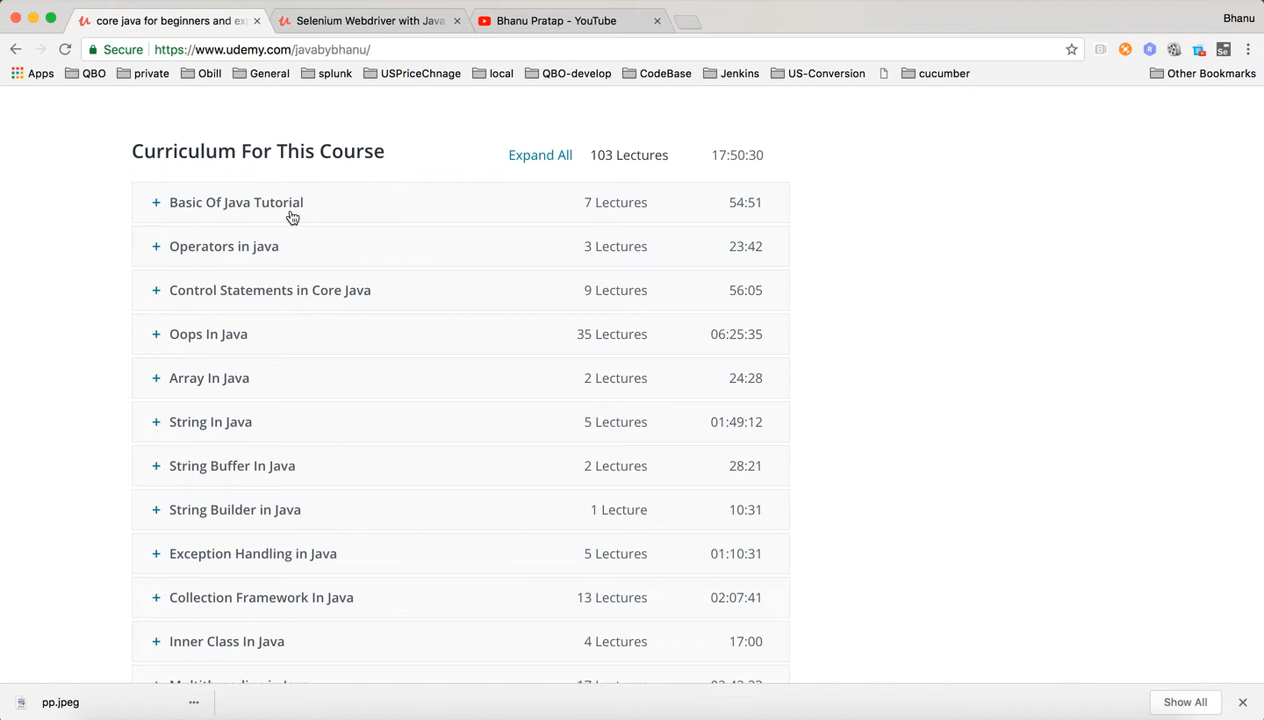 core java for beginners and exp
Selenium Webdriver with Java
Bhanu Pratap - YouTube
Bhanu
Secure
https://www.udemy.com/javabybhanu/
Apps
QBO
private
Obill
General
splunk
USPriceChnage
local
QBO-develop
CodeBase
Jenkins
US-Conversion
cucumber
Other Bookmarks
Curriculum For This Course Expand All 103 Lectures 17:50:30
+ Basic Of Java Tutorial 7 Lectures 54:51
+ Operators in java 3 Lectures 23:42
+ Control Statements in Core Java 9 Lectures 56:05
+ Oops In Java 35 Lectures 06:25:35
+ Array In Java 2 Lectures 24:28
+ String In Java 5 Lectures 01:49:12
+ String Buffer In Java 2 Lectures 28:21
+ String Builder in Java 1 Lecture 10:31
+ Exception Handling in Java 5 Lectures 01:10:31
+ Collection Framework In Java 13 Lectures 02:07:41
+ Inner Class In Java 4 Lectures 17:00
pp.jpeg
Show All